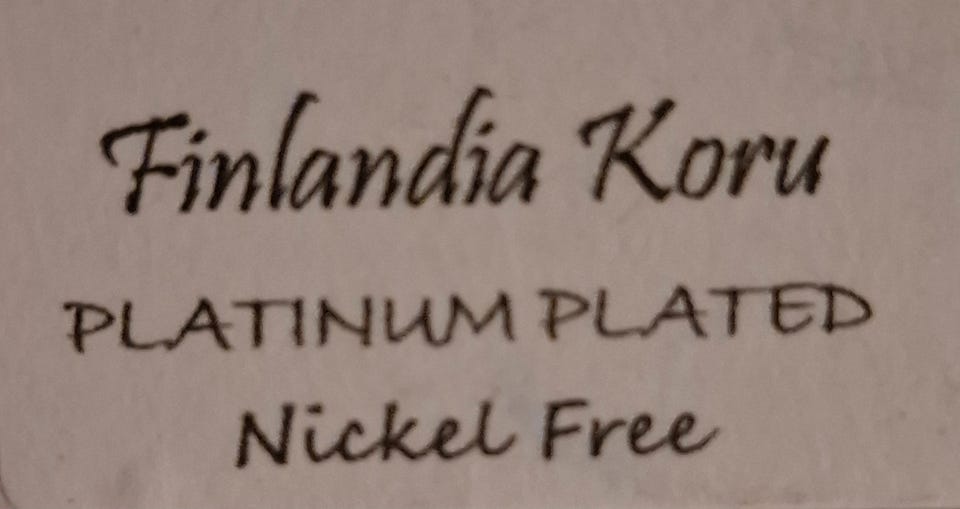 Finlandia Koru
PLATINUM PLATED
Nickel Free